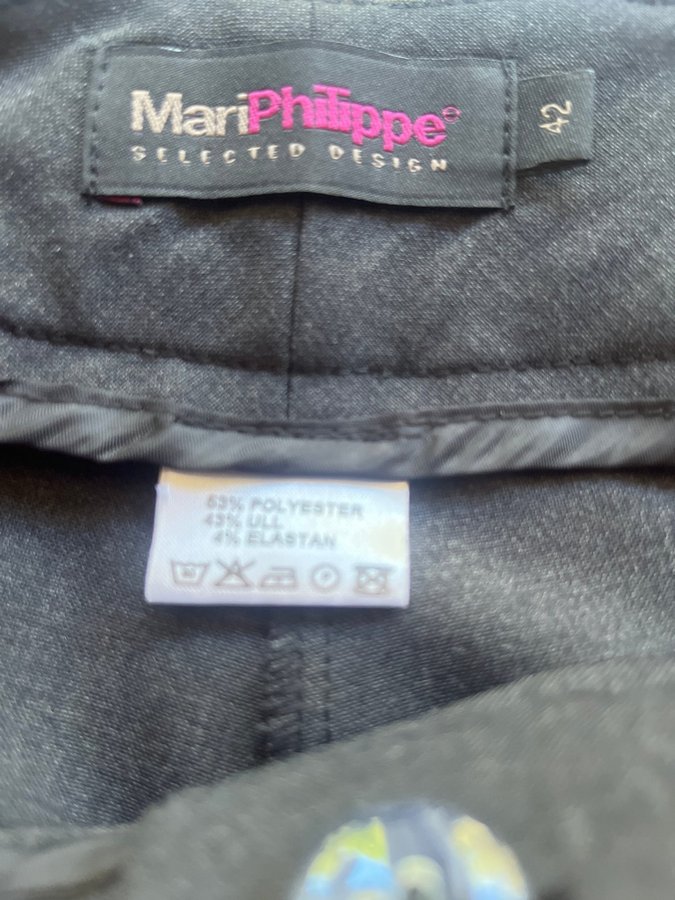 MariPhilippe®
SELECTED DESIGN
42
53% POLYESTER
43% ULL
4% ELASTAN